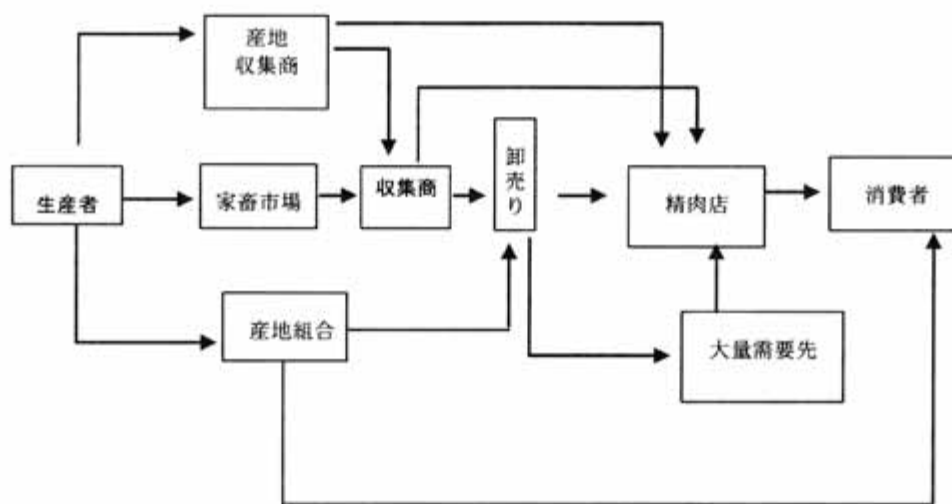 産地
収集商
卸売り
生産者
家畜市場
収集商
精肉店
消費者
産地組合
大量需要先